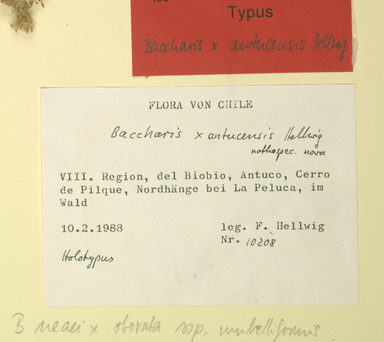 Typus
Baccharis x antucensis Hellwig
FLORA VON CHILE
Baccharis x antucensis Hellwig
nothospec. nova
VIII. Region, del Biobio, Antuco, Cerro
de Pilque, Nordhänge bei La Peluca, im
Wald
10.2.1988 leg. F. Hellwig
Nr. 10208
Holotypus
B neaei x obovata ssp. umbelliformis